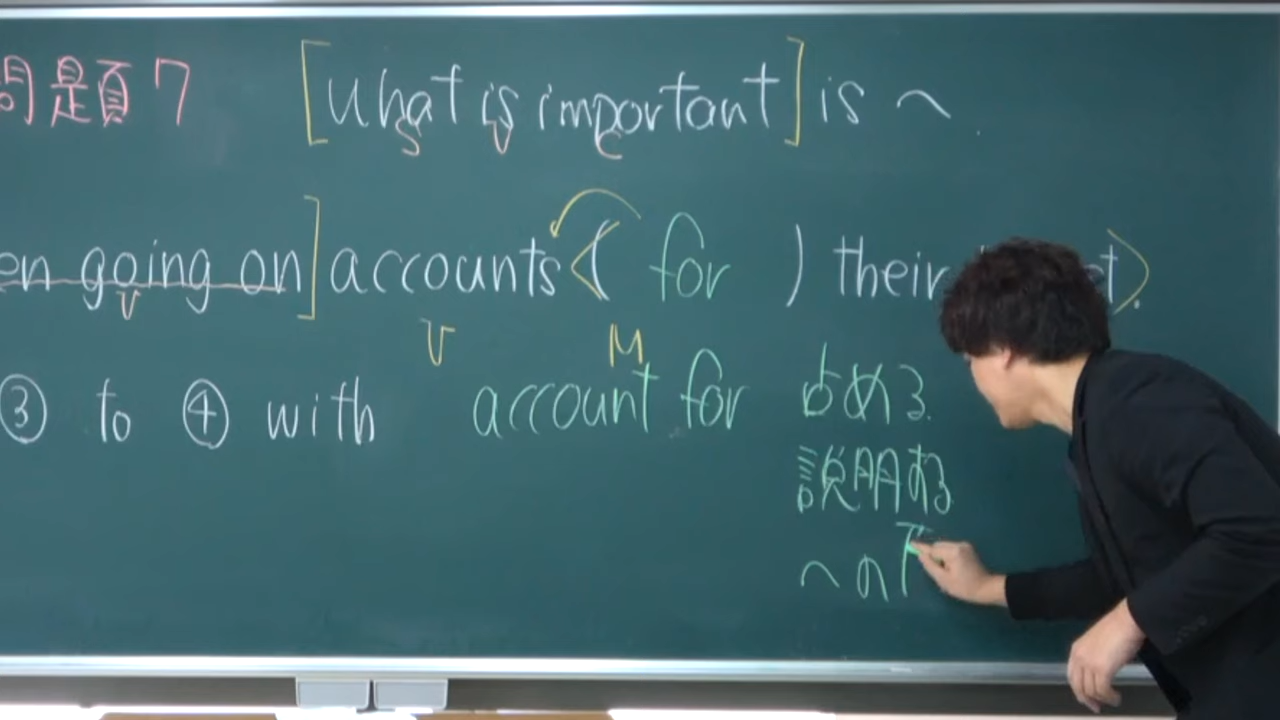 問題7 [What is important] is ～.
S V C
en going on] accounts <( for ) their
V V M
③ to ④ with account for 占める.
説明する
～の